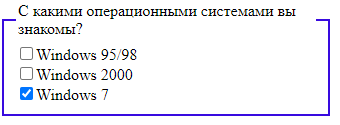 С какими операционными системами вы
знакомы?
Windows 95/98
Windows 2000
Windows 7